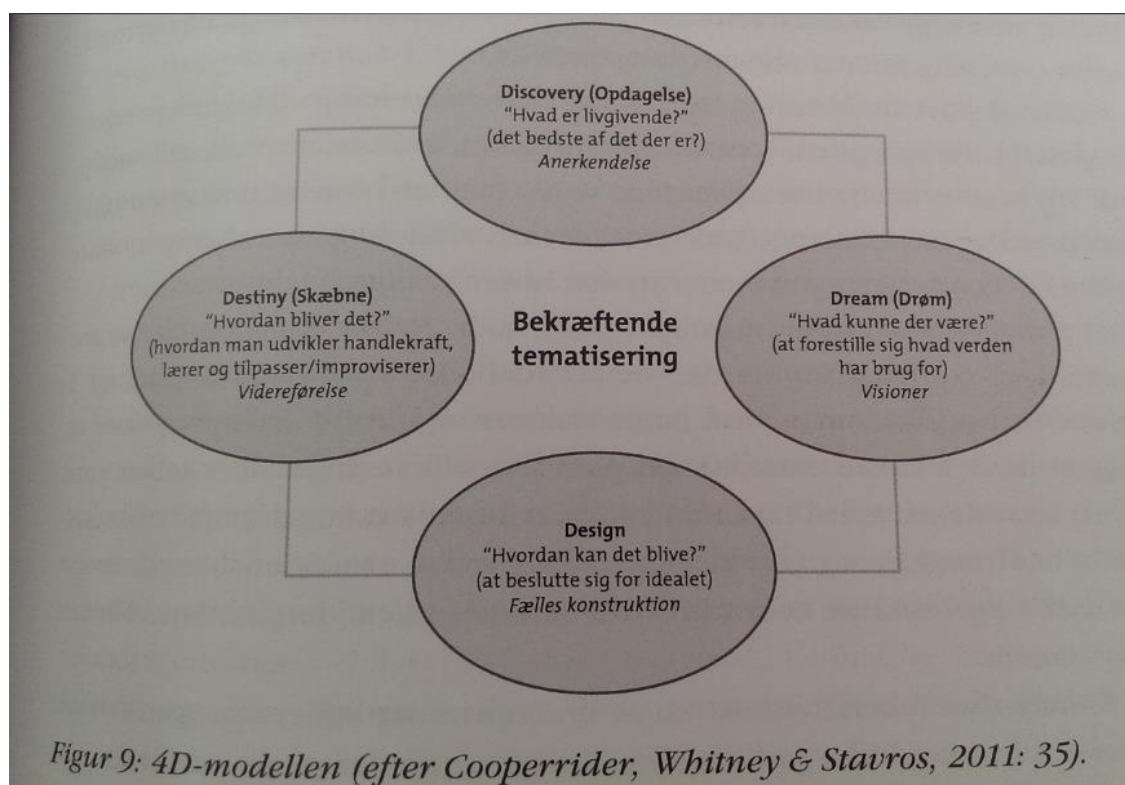 Discovery (Opdagelse)
"Hvad er livgivende?"
(det bedste af det der er?)
Anerkendelse
Destiny (Skæbne)
"Hvordan bliver det?"
(hvordan man udvikler handlekraft,
lærer og tilpasser/improviserer)
Videreførelse
Bekræftende
tematisering
Dream (Drøm)
"Hvad kunne der være?"
(at forestille sig hvad verden
har brug for)
Visioner
Design
"Hvordan kan det blive?"
(at beslutte sig for idealet)
Fælles konstruktion
Figur 9: 4D-modellen (efter Cooperrider, Whitney & Stavros, 2011: 35).